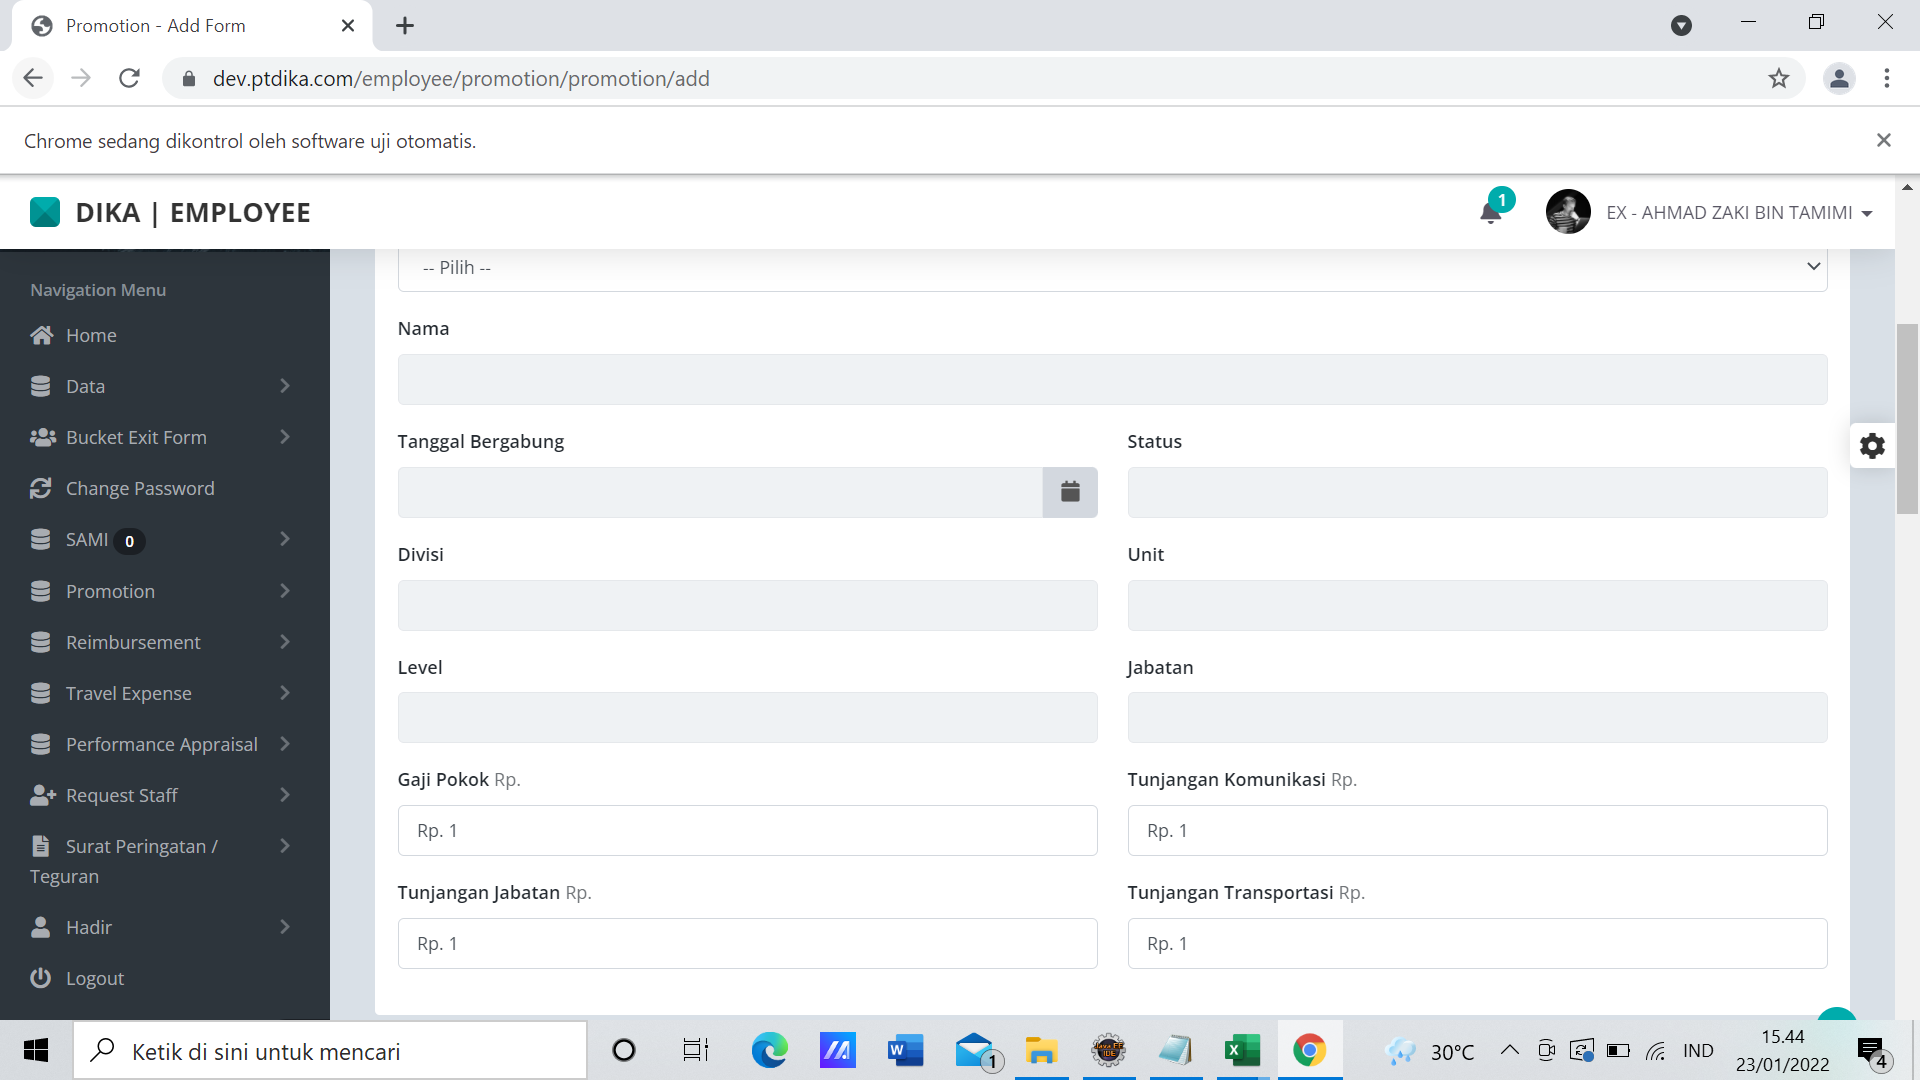 Promotion - Add Form
dev.ptdika.com/employee/promotion/promotion/add
Chrome sedang dikontrol oleh software uji otomatis.
DIKA | EMPLOYEE
1
EX - AHMAD ZAKI BIN TAMIMI
Navigation Menu
Home
Data
Bucket Exit Form
Change Password
SAMI 0
Promotion
Reimbursement
Travel Expense
Performance Appraisal
Request Staff
Surat Peringatan /
Teguran
Hadir
Logout
-- Pilih --
Nama
Tanggal Bergabung
Status
Divisi
Unit
Level
Jabatan
Gaji Pokok Rp.
Tunjangan Komunikasi Rp.
Rp. 1
Rp. 1
Tunjangan Jabatan Rp.
Tunjangan Transportasi Rp.
Rp. 1
Rp. 1
Ketik di sini untuk mencari
W
1
Java EE
IDE
X
30°C
IND
15.44
23/01/2022
4